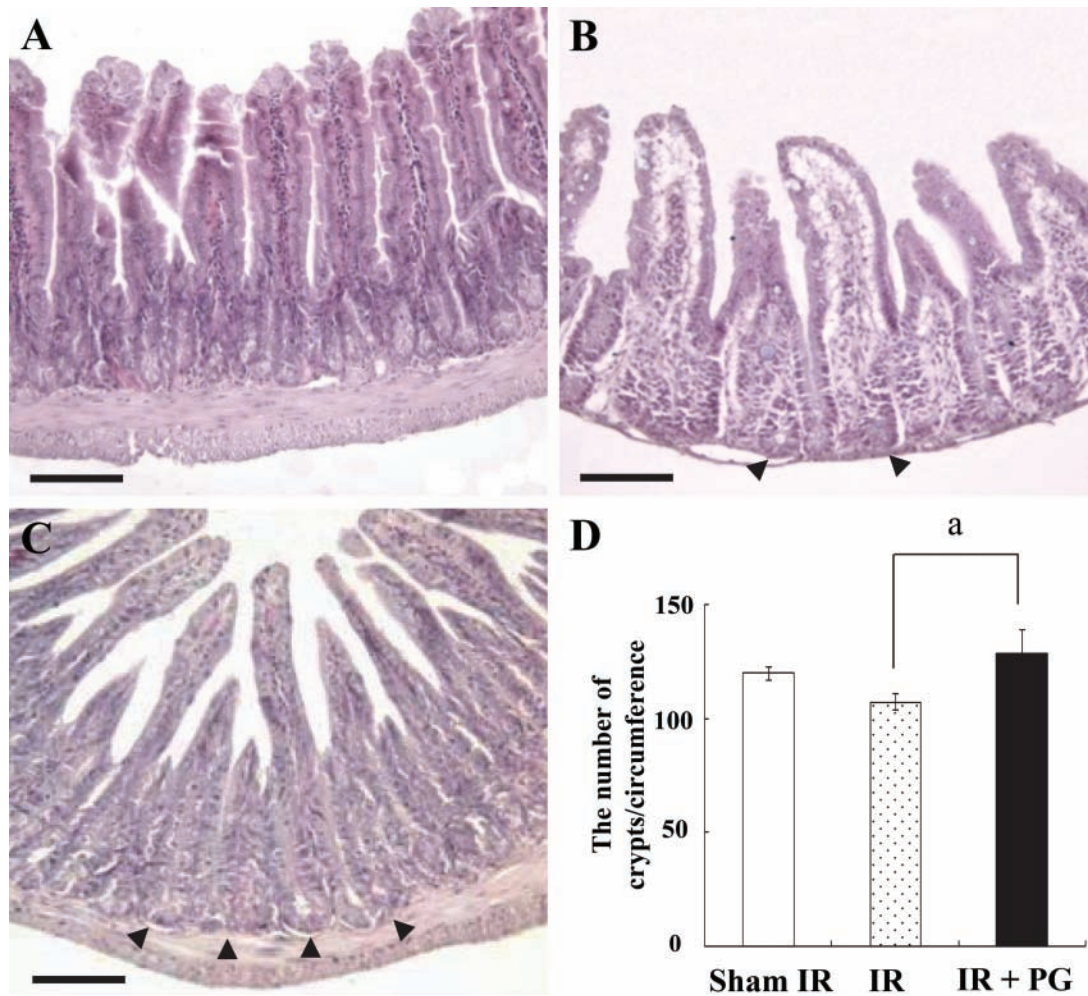 A
B
C
D
a
The number of
crypts/circumference
150
100
50
0
Sham IR
IR
IR + PG